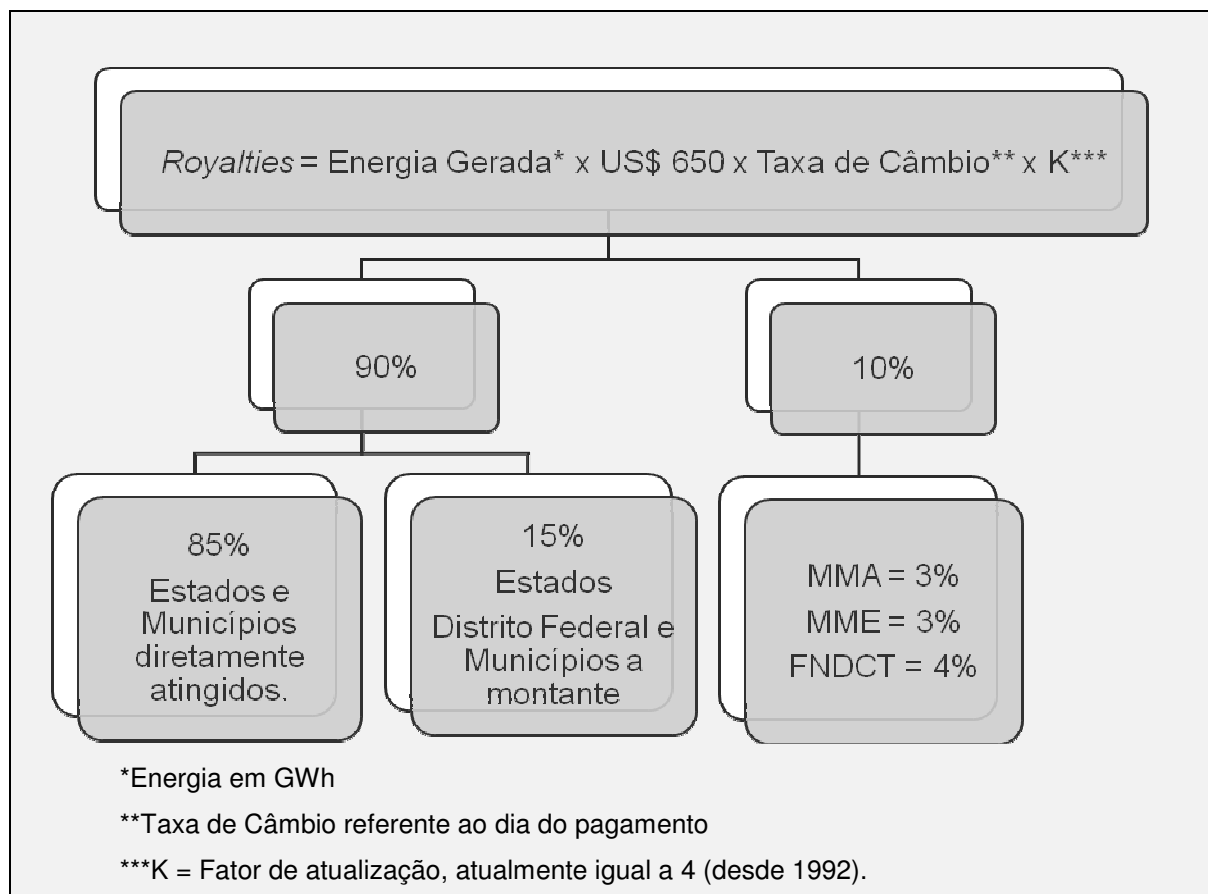 Royalties = Energia Gerada* x US$ 650 x Taxa de Câmbio** x K***
90%
10%
85%
Estados e
Municípios
diretamente
atingidos.
15%
Estados
Distrito Federal e
Municípios a
montante
MMA = 3%
MME = 3%
FNDCT = 4%
*Energia em GWh
**Taxa de Câmbio referente ao dia do pagamento
***K = Fator de atualização, atualmente igual a 4 (desde 1992).